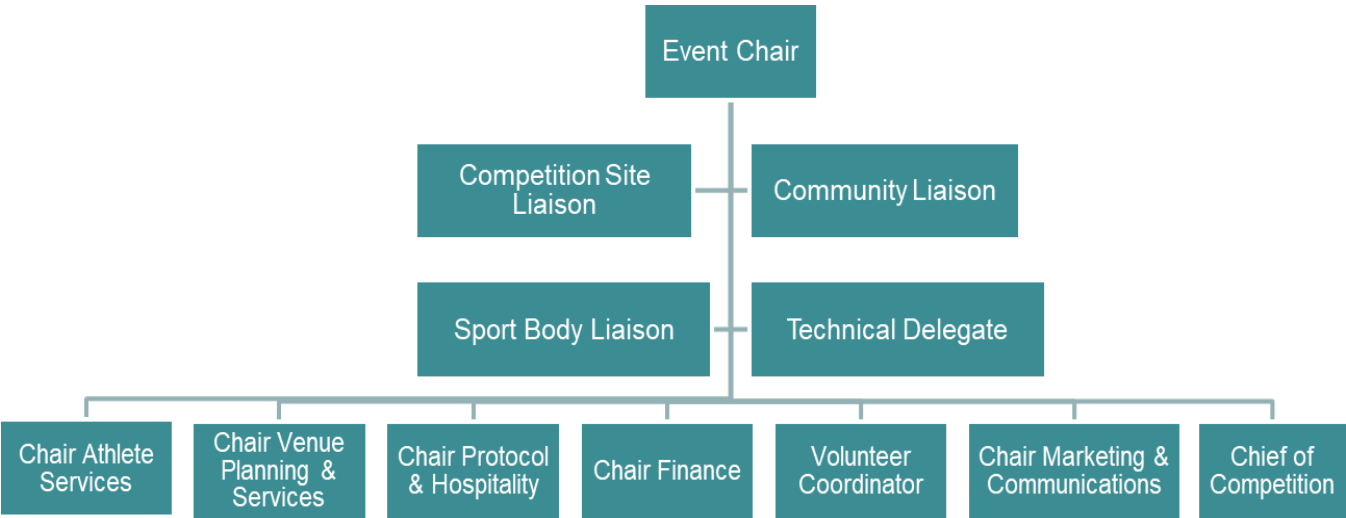 Event Chair
Competition Site
Liaison
Community Liaison
Sport Body Liaison
Technical Delegate
Chair Athlete
Services
Chair Venue
Planning &
Services
Chair Protocol
& Hospitality
Chair Finance
Volunteer
Coordinator
Chair Marketing &
Communications
Chief of
Competition